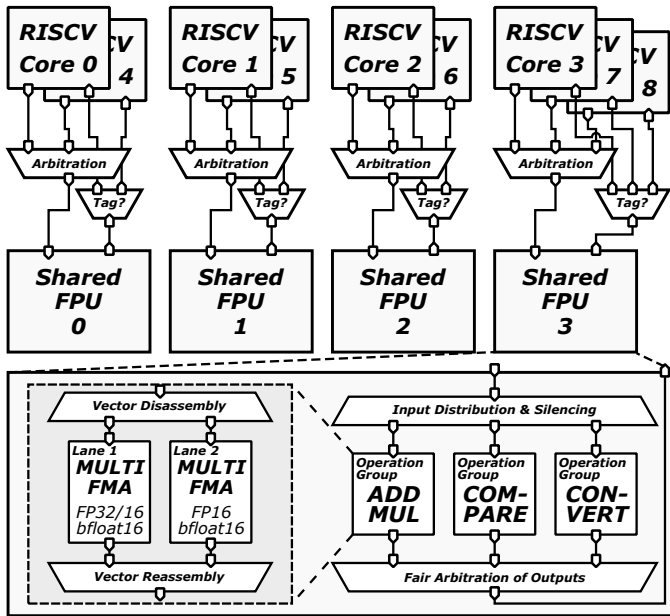 RISCV
Core 0
CV
4
RISCV
Core 1
CV
5
RISCV
Core 2
CV
6
RISCV
Core 3
CV
7
CV
8
Arbitration
Arbitration
Arbitration
Arbitration
Tag?
Tag?
Tag?
Tag?
Shared
FPU
0
Shared
FPU
1
Shared
FPU
2
Shared
FPU
3
Vector Disassembly
Lane 1
MULTI
FMA
FP32/16
bfloat16
Lane 2
MULTI
FMA
FP16
bfloat16
Vector Reassembly
Input Distribution & Silencing
Operation
Group
ADD
MUL
Operation
Group
COM-
PARE
Operation
Group
CON-
VERT
Fair Arbitration of Outputs